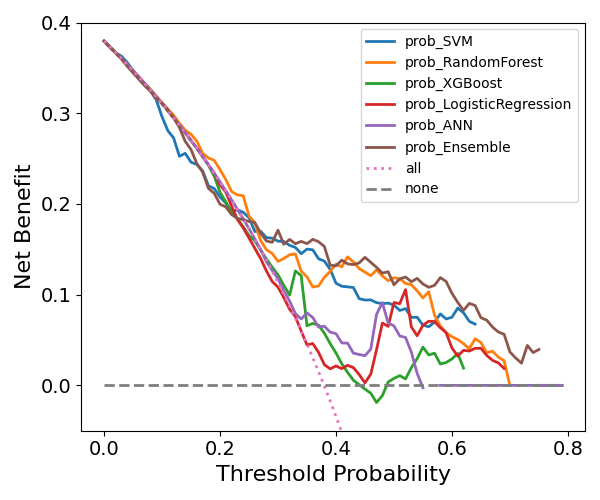 0.4
0.3
0.2
0.1
0.0
Net Benefit
prob_SVM
prob_RandomForest
prob_XGBoost
prob_LogisticRegression
prob_ANN
prob_Ensemble
all
none
0.0 0.2 0.4 0.6 0.8
Threshold Probability